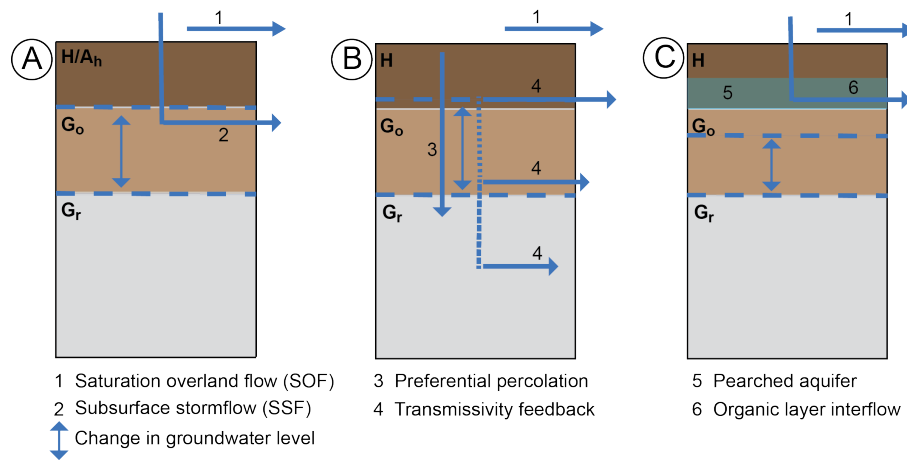 1
1
1
A
B
C
H/Ah
H
H
4
5
6
Go
2
Go
3
4
Go
Gr
Gr
4
Gr
1 Saturation overland flow (SOF)
3 Preferential percolation
5 Pearched aquifer
2 Subsurface stormflow (SSF)
4 Transmissivity feedback
6 Organic layer interflow
Change in groundwater level